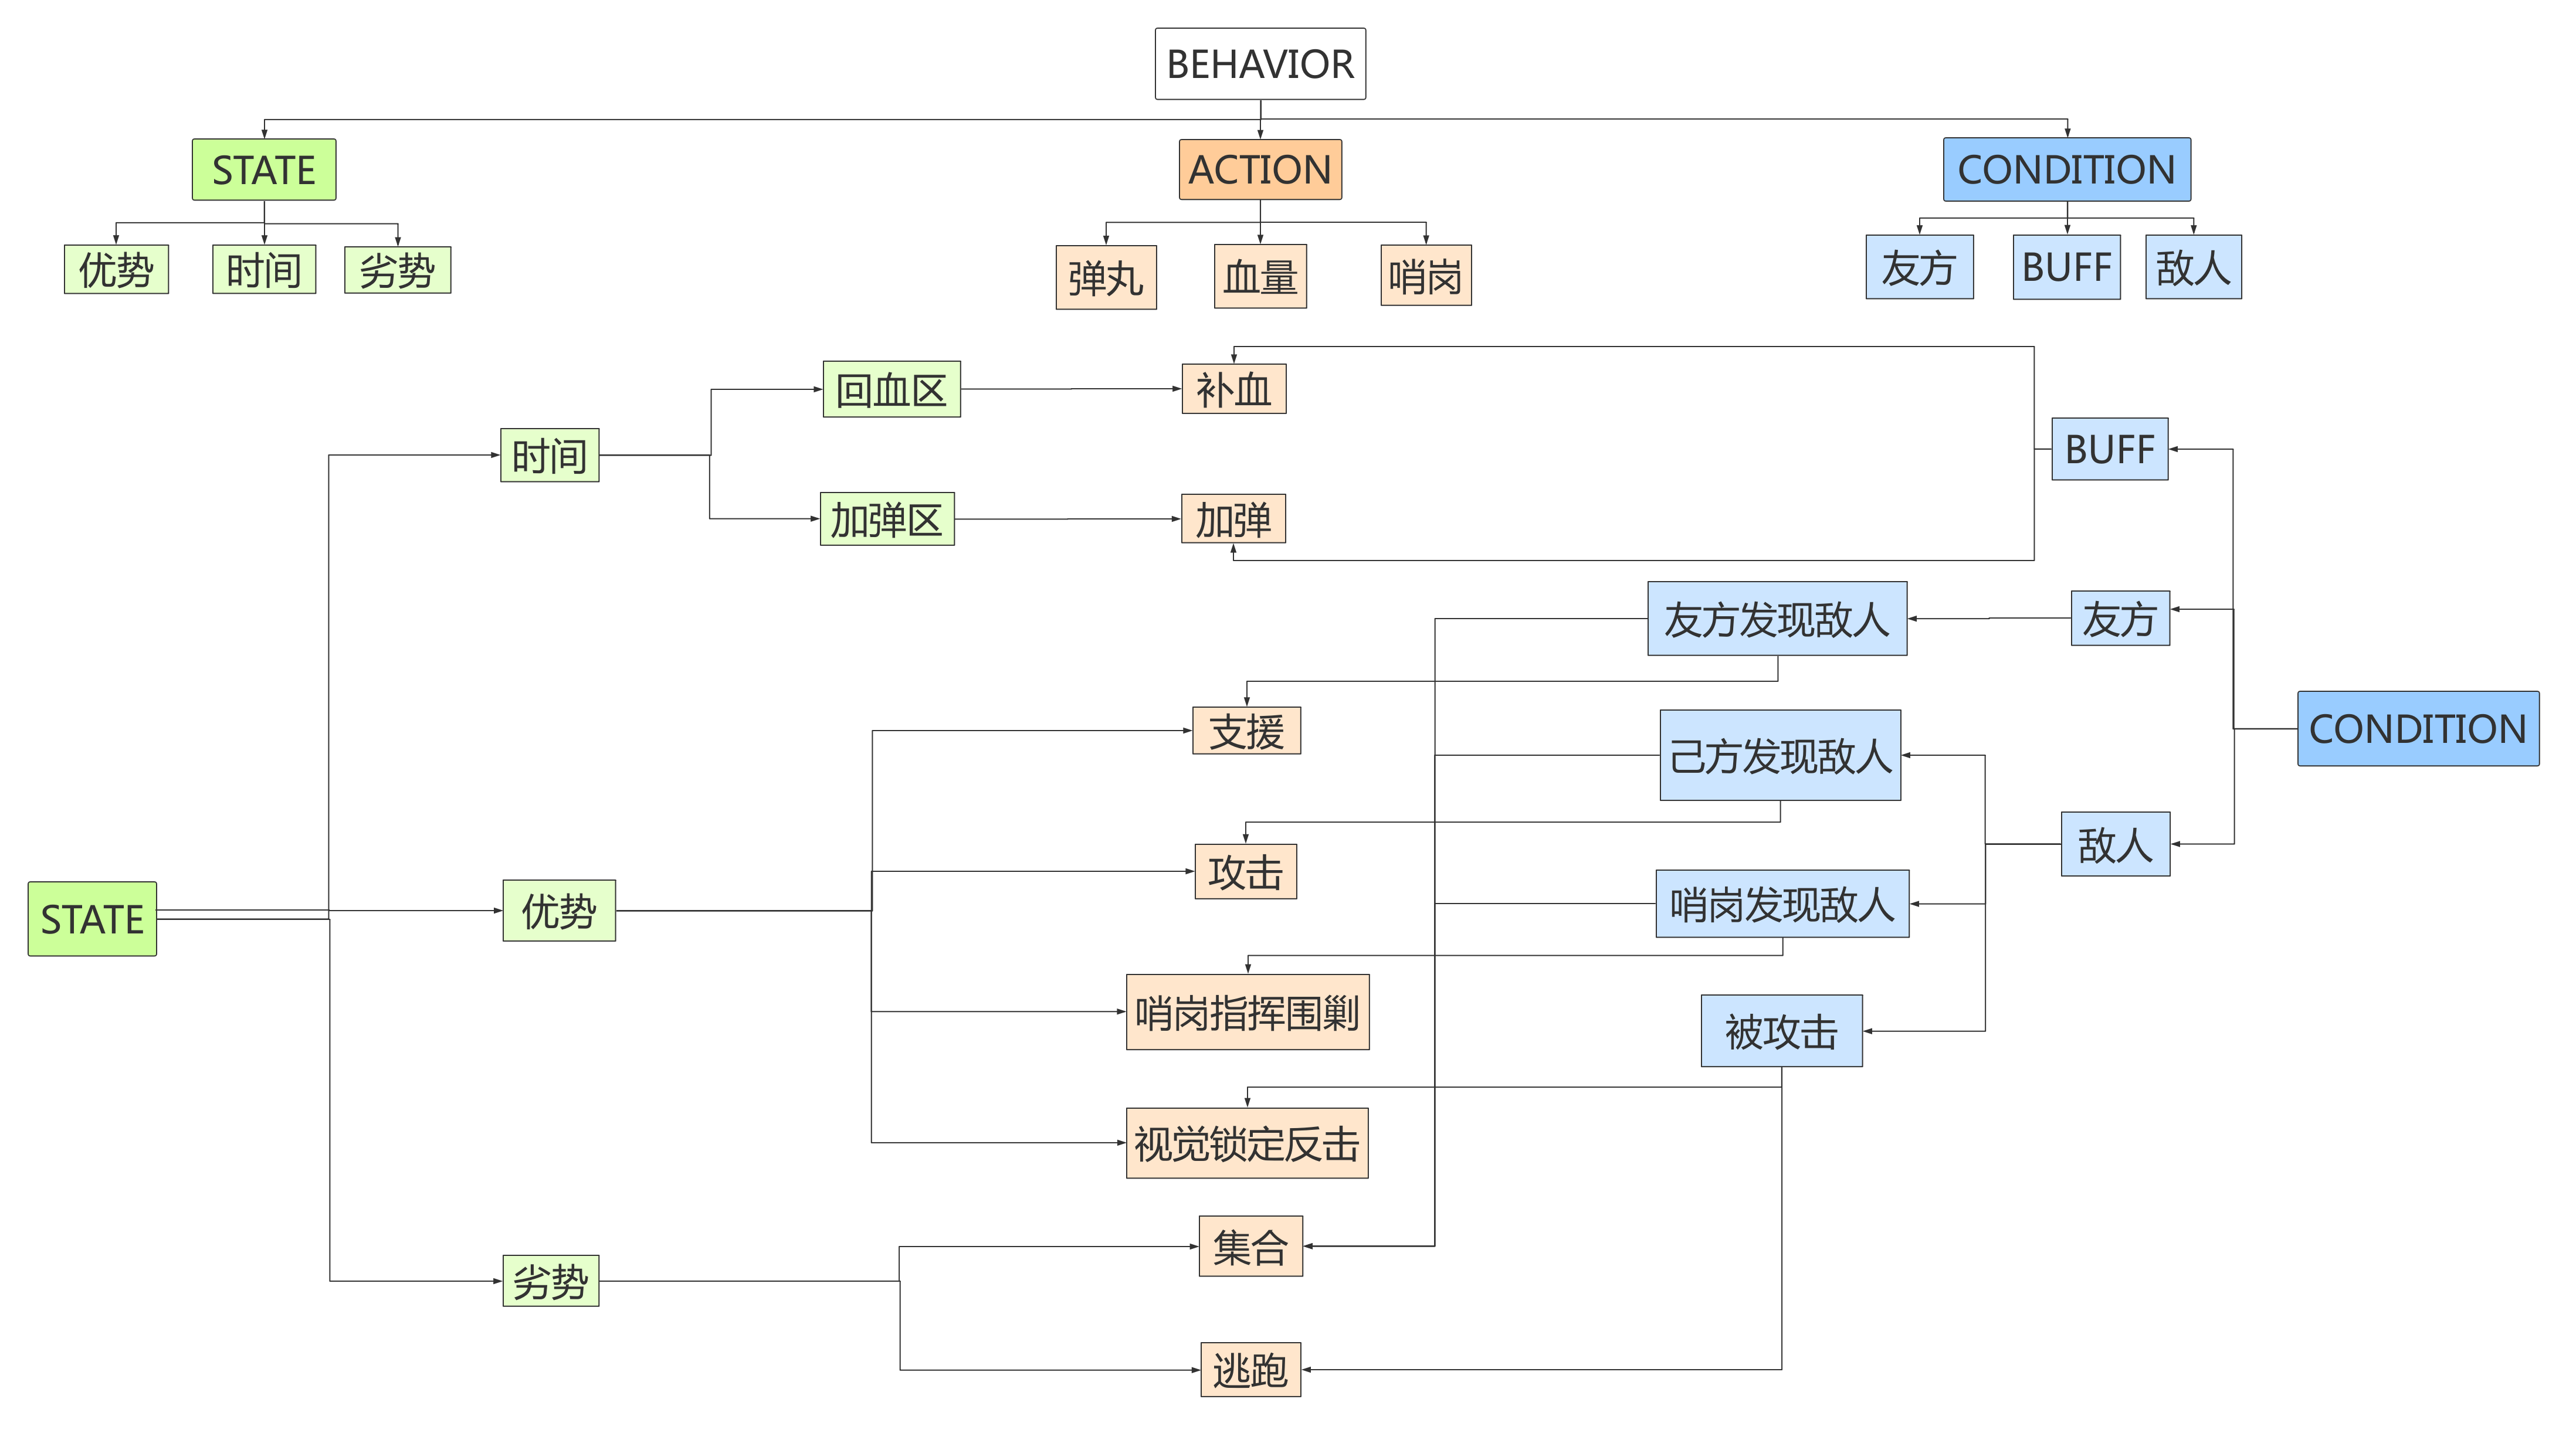 BEHAVIOR
STATE
ACTION
CONDITION
优势
时间
劣势
弹丸
血量
哨岗
友方
BUFF
敌人
回血区
补血
时间
BUFF
加弹区
加弹
友方发现敌人
友方
支援
己方发现敌人
CONDITION
攻击
敌人
STATE
优势
哨岗发现敌人
哨岗指挥围剿
被攻击
视觉锁定反击
集合
劣势
逃跑